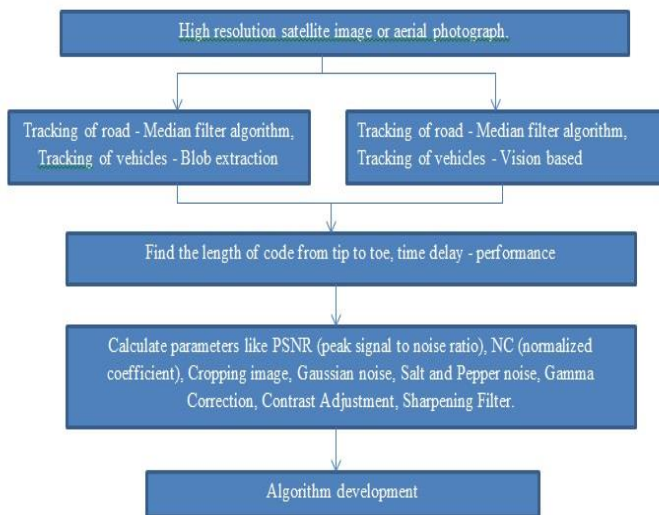 High resolution satellite image or aerial photograph.
Tracking of road - Median filter algorithm,
Tracking of vehicles - Blob extraction
Tracking of road - Median filter algorithm,
Tracking of vehicles - Vision based
Find the length of code from tip to toe, time delay - performance
Calculate parameters like PSNR (peak signal to noise ratio), NC (normalized
coefficient), Cropping image, Gaussian noise, Salt and Pepper noise, Gamma
Correction, Contrast Adjustment, Sharpening Filter.
Algorithm development